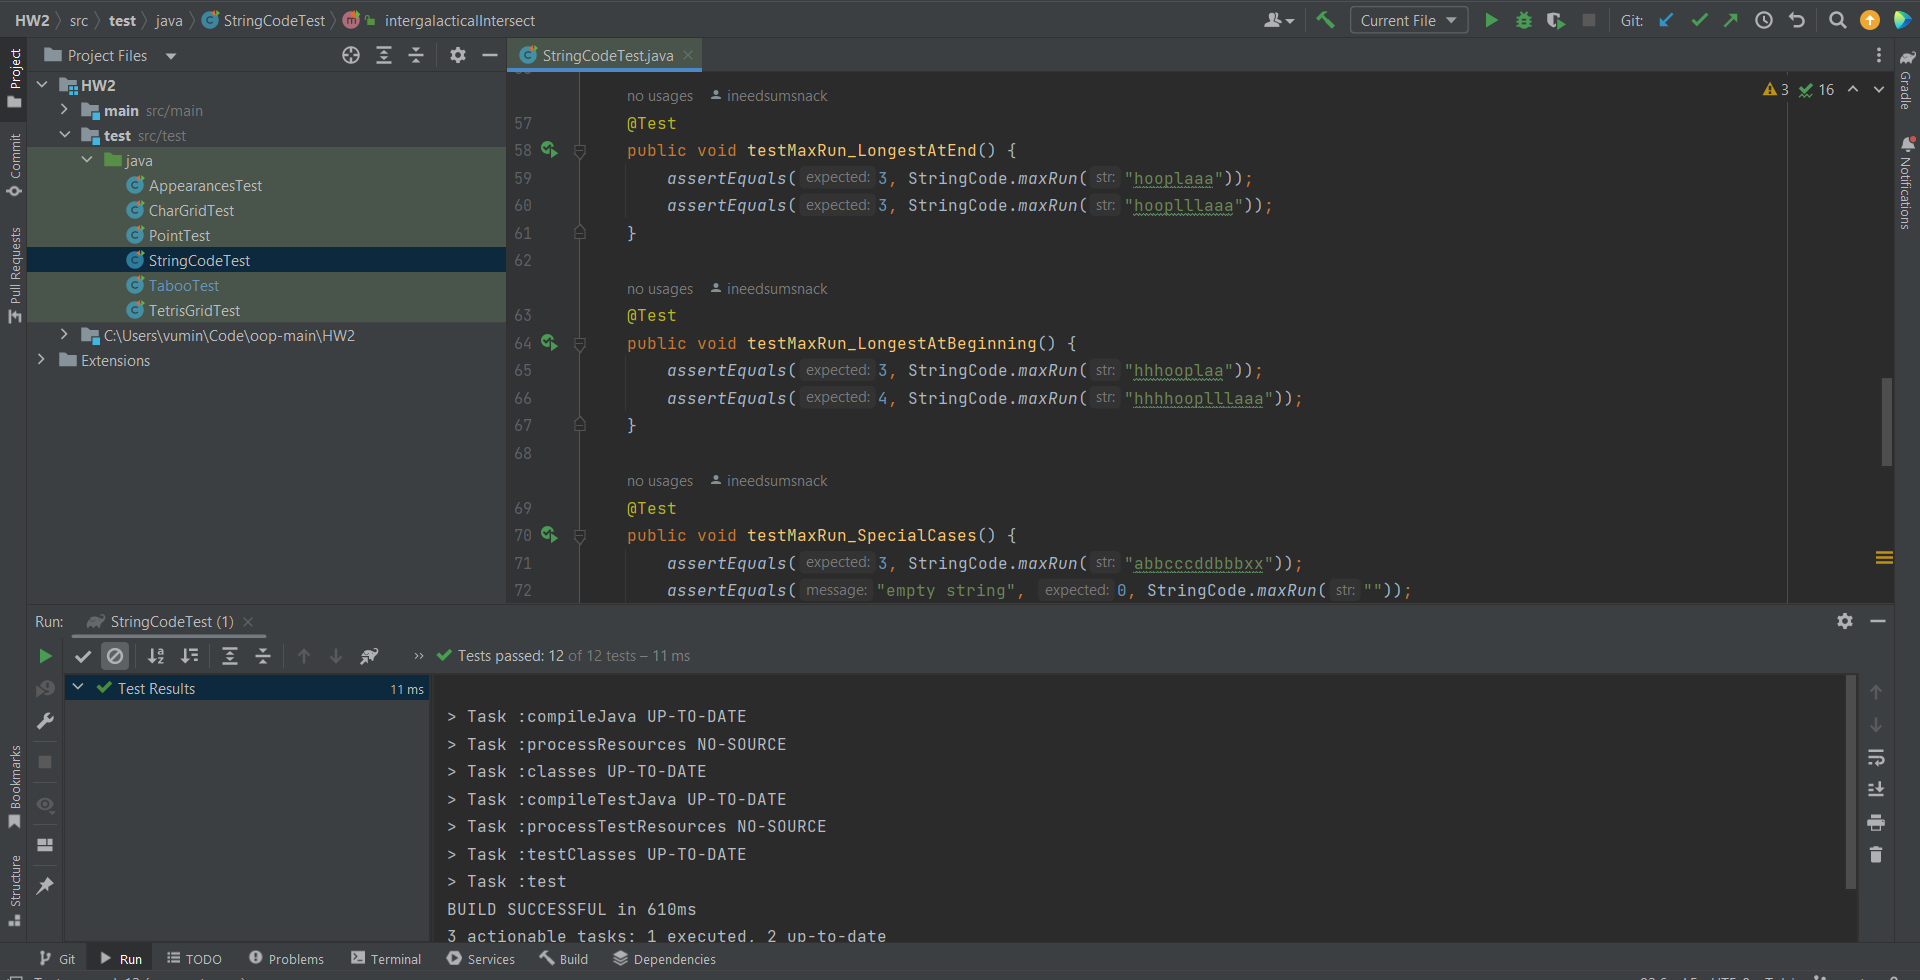 HW2 src test java StringCodeTest intergalacticalIntersect Current File Git:
Project Files
StringCodeTest.java
Project
Commit
Pull Requests
Bookmarks
Structure
Gradle
Notifications
HW2
main src/main
test src/test
java
AppearancesTest
CharGridTest
PointTest
StringCodeTest
TabooTest
TetrisGridTest
C:\Users\vumin\Code\oop-main\HW2
Extensions
3 16
no usages ineedsumsnack
57 @Test
58 public void testMaxRun_LongestAtEnd() {
59 assertEquals( expected: 3, StringCode.maxRun( str: "hooplaaa"));
60 assertEquals( expected: 3, StringCode.maxRun( str: "hooplllaaa"));
61 }
62
no usages ineedsumsnack
63 @Test
64 public void testMaxRun_LongestAtBeginning() {
65 assertEquals( expected: 3, StringCode.maxRun( str: "hhhooplaa"));
66 assertEquals( expected: 4, StringCode.maxRun( str: "hhhhooplllaaa"));
67 }
68
no usages ineedsumsnack
69 @Test
70 public void testMaxRun_SpecialCases() {
71 assertEquals( expected: 3, StringCode.maxRun( str: "abbcccddbbbxx"));
72 assertEquals( message: "empty string", expected: 0, StringCode.maxRun( str: ""));
Run: StringCodeTest (1)
Tests passed: 12 of 12 tests – 11 ms
Test Results 11 ms
> Task :compileJava UP-TO-DATE
> Task :processResources NO-SOURCE
> Task :classes UP-TO-DATE
> Task :compileTestJava UP-TO-DATE
> Task :processTestResources NO-SOURCE
> Task :testClasses UP-TO-DATE
> Task :test
BUILD SUCCESSFUL in 610ms
3 actionable tasks: 1 executed, 2 up-to-date
Git Run TODO Problems Terminal Services Build Dependencies